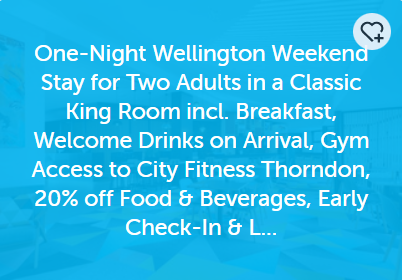 One-Night Wellington Weekend
Stay for Two Adults in a Classic
King Room incl. Breakfast,
Welcome Drinks on Arrival, Gym
Access to City Fitness Thorndon,
20% off Food & Beverages, Early
Check-In & L...